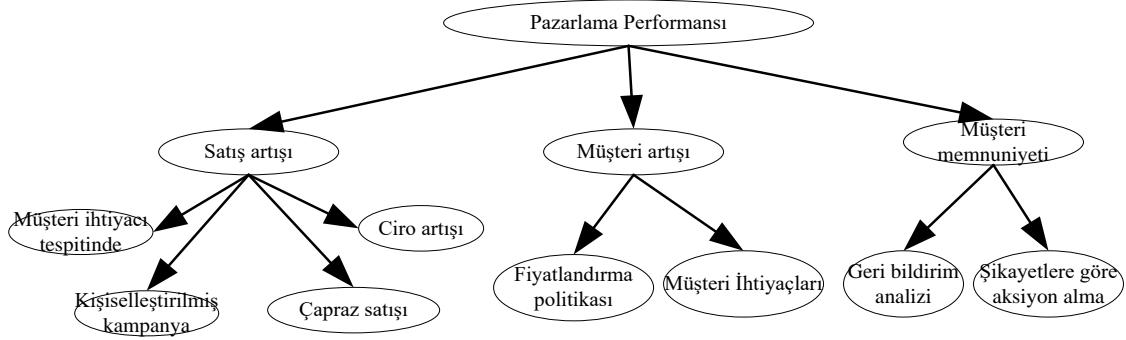 Pazarlama Performansı
Satış artışı
Müşteri artışı
Müşteri
memnuniyeti
Müşteri ihtiyacı
tespitinde
Ciro artışı
Kişiselleştirilmiş
kampanya
Çapraz satışı
Fiyatlandırma
politikası
Müşteri İhtiyaçları
Geri bildirim
analizi
Şikayetlere göre
aksiyon alma